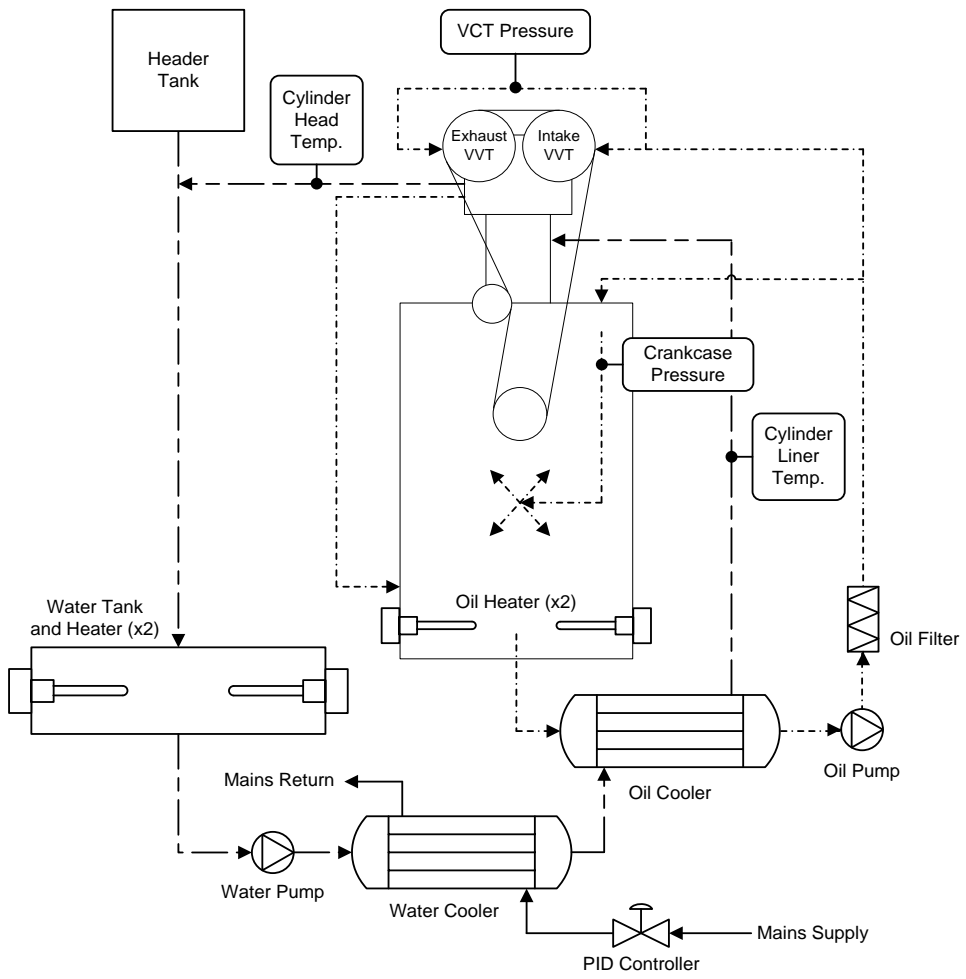 VCT Pressure
Header
Tank
Cylinder
Head
Temp.
Exhaust
VVT
Intake
VVT
Crankcase
Pressure
Cylinder
Liner
Temp.
Water Tank
and Heater (x2)
Oil Heater (x2)
Oil Filter
Oil Pump
Mains Return
Oil Cooler
Water Pump
Water Cooler
Mains Supply
PID Controller